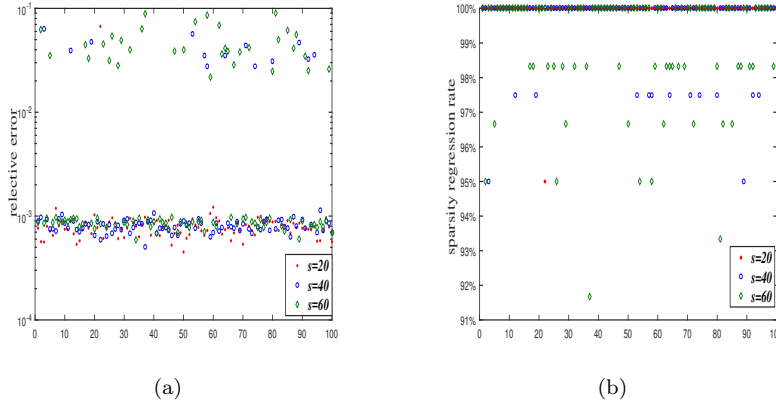 10^-1
10^-2
10^-3
10^-4
relective error
0 10 20 30 40 50 60 70 80 90 100
s=20
s=40
s=60
(a)
100%
99%
98%
97%
96%
95%
94%
93%
92%
91%
sparsity regression rate
0 10 20 30 40 50 60 70 80 90 100
s=20
s=40
s=60
(b)